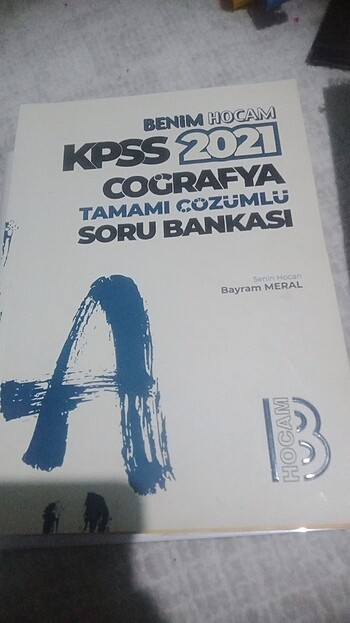 BENIM HOCAM
KPSS 2021
COĞRAFYA
TAMAMI ÇÖZÜMLÜ
SORU BANKASI
Senin Hocan
Bayram MERAL
HOCAM B